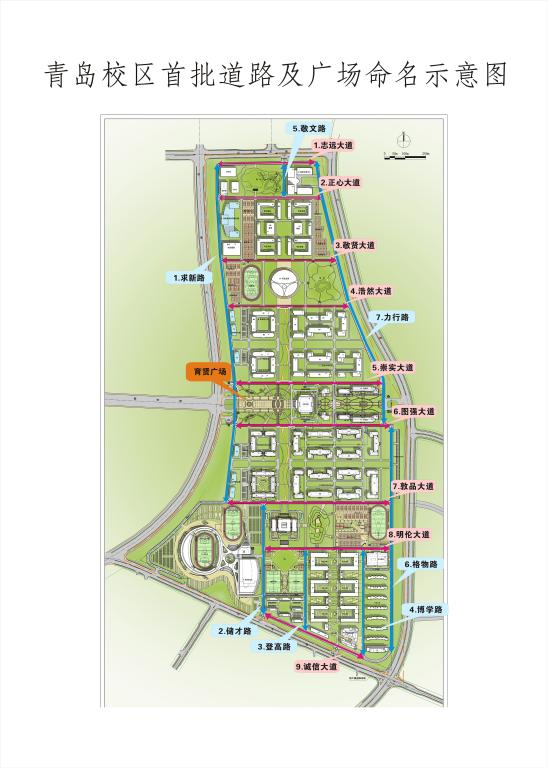 青岛校区首批道路及广场命名示意图
5.敬文路
1.志远大道
2.正心大道
3.敬贤大道
1.求新路
4.浩然大道
7.力行路
育贤广场
5.崇实大道
6.图强大道
7.敦品大道
8.明伦大道
6.格物路
4.博学路
2.储才路
3.登高路
9.诚信大道